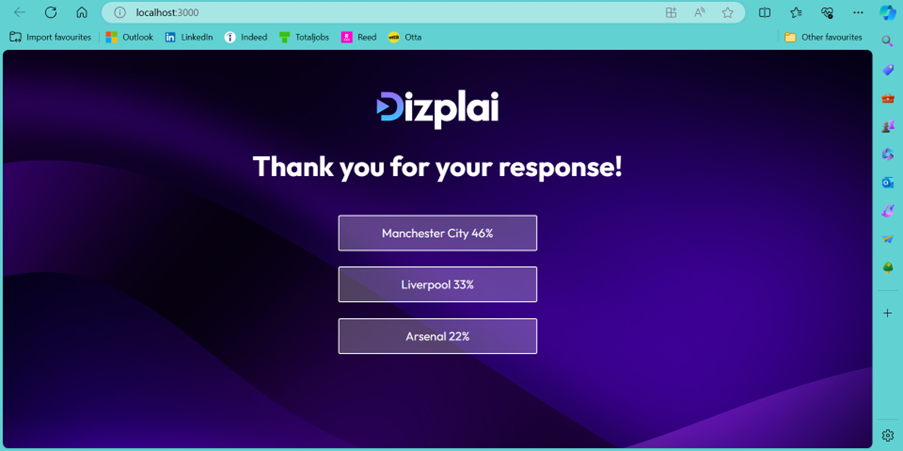 localhost:3000
Import favourites Outlook LinkedIn Indeed Totaljobs Reed Otta Other favourites
Dizplai
Thank you for your response!
Manchester City 46%
Liverpool 33%
Arsenal 22%